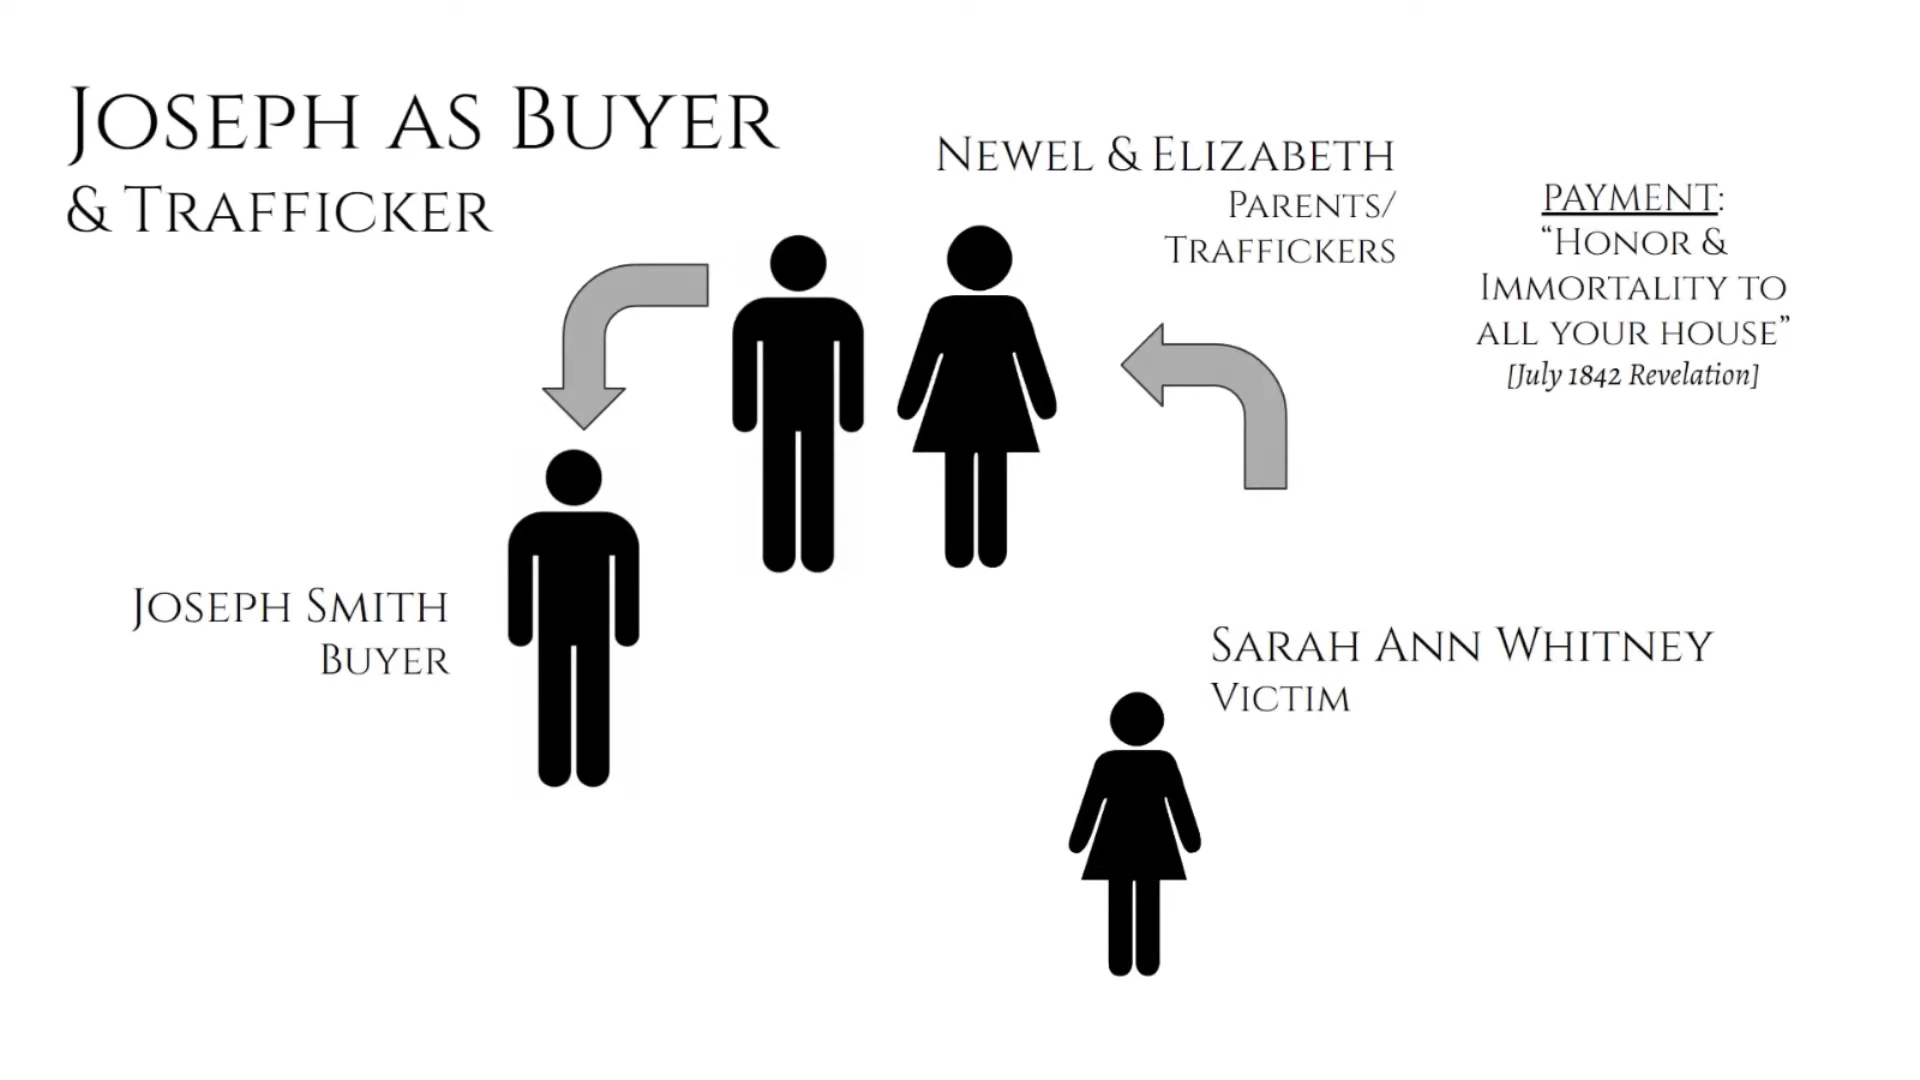 Joseph as Buyer
& Trafficker
Newel & Elizabeth
Parents/
Traffickers
PAYMENT:
“Honor &
Immortality to
all your house”
[July 1842 Revelation]
Joseph Smith
Buyer
Sarah Ann Whitney
Victim